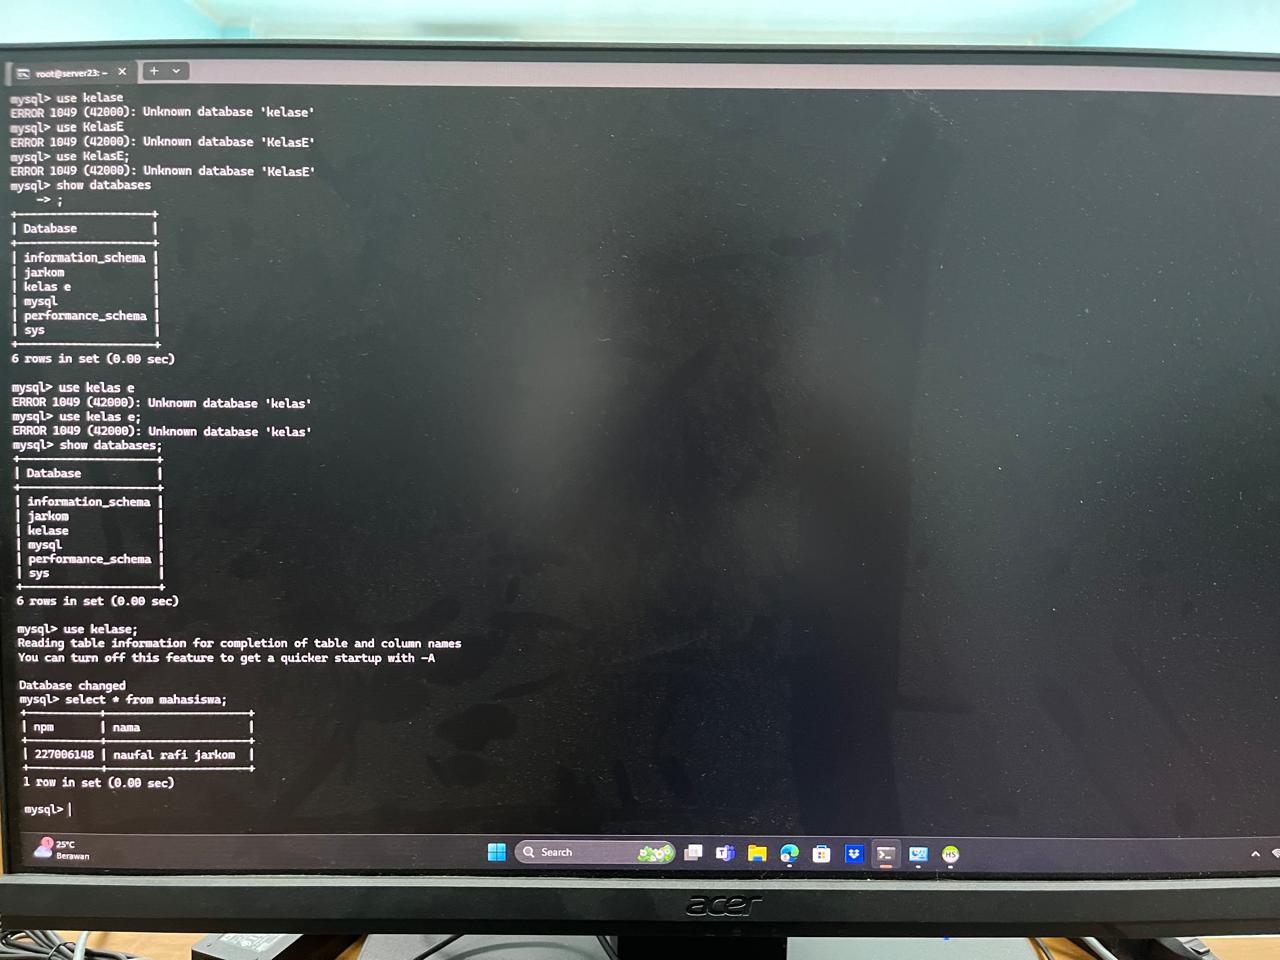 root@server23: ~
mysql> use kelase
ERROR 1049 (42000): Unknown database 'kelase'
mysql> use KelasE
ERROR 1049 (42000): Unknown database 'KelasE'
mysql> use KelasE;
ERROR 1049 (42000): Unknown database 'KelasE'
mysql> show databases
-> ;
| Database |
| information_schema |
| jarkom |
| kelas e |
| mysql |
| performance_schema |
| sys |
6 rows in set (0.00 sec)
mysql> use kelas e
ERROR 1049 (42000): Unknown database 'kelas'
mysql> use kelas e;
ERROR 1049 (42000): Unknown database 'kelas'
mysql> show databases;
| Database |
| information_schema |
| jarkom |
| kelase |
| mysql |
| performance_schema |
| sys |
6 rows in set (0.00 sec)
mysql> use kelase;
Reading table information for completion of table and column names
You can turn off this feature to get a quicker startup with -A
Database changed
mysql> select * from mahasiswa;
| npm | nama |
| 227006148 | naufal rafi jarkom |
1 row in set (0.00 sec)
mysql>
1
25°C
Berawan
Search
HS
acer